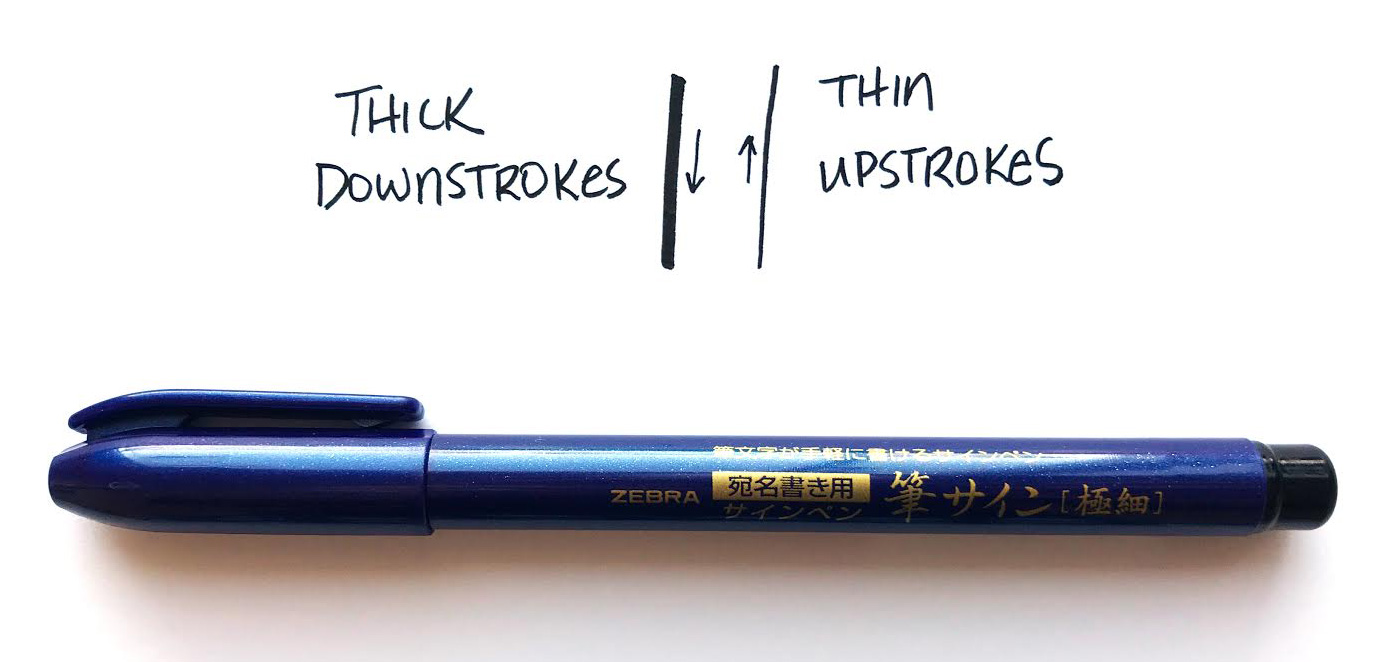 THICK
DOWNSTROKES
THIN
UPSTROKES
筆文字が手軽に書けるサインペン
ZEBRA
宛名書き用
サインペン
筆サイン[極細]